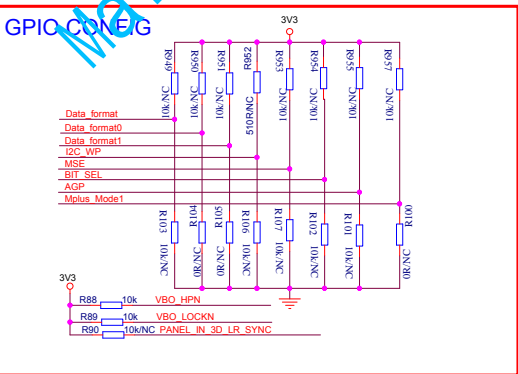 GPIO CONFIG
3V3
R949 R950 R951 R952 R953 R954 R955 R957
10k/NC 10k/NC 10k/NC 510R/NC 10k/NC 10k/NC 10k/NC 10k/NC
Data_format
Data_format0
Data_format1
I2C_WP
MSE
BIT_SEL
AGP
Mplus_Mode1
R103 R104 R105 R106 R107 R102 R101 R100
10k/NC 0R/NC 0R/NC 10k/NC 10k/NC 10k/NC 10k/NC 0R/NC
3V3
R88 10k VBO_HPN
R89 10k VBO_LOCKN
R90 10k/NC PANEL_IN_3D_LR_SYNC